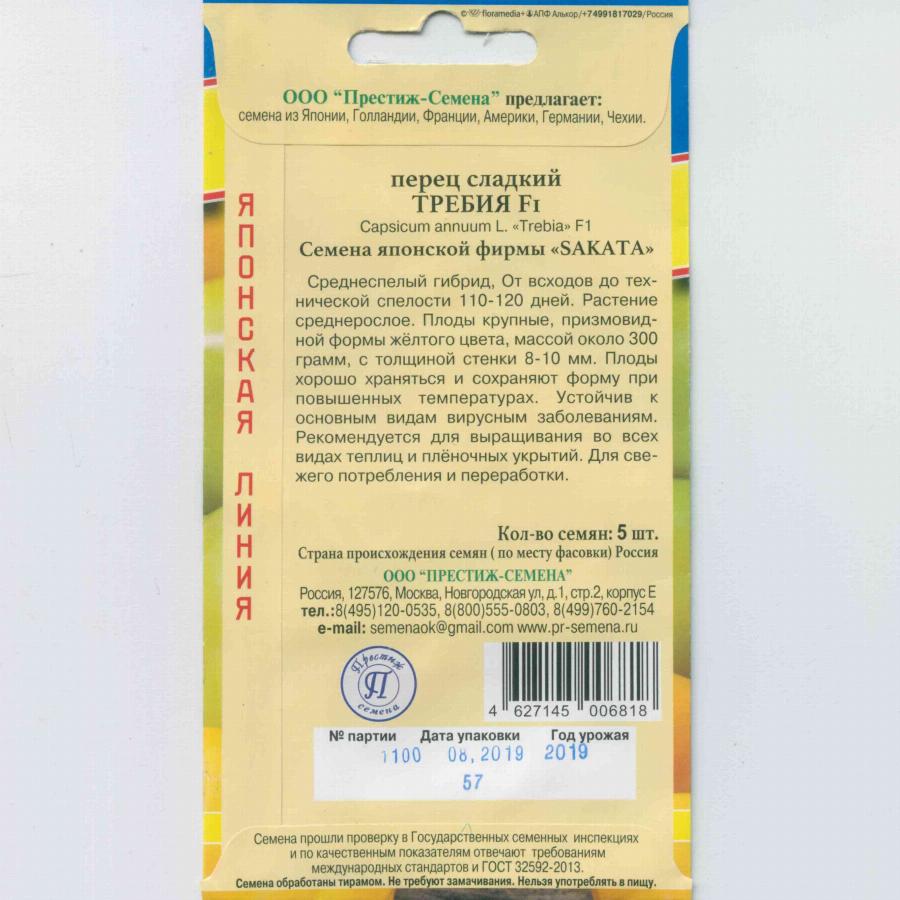 © floramedia+ АПФ Алькор/+74991817029/Россия
ООО “Престиж-Семена” предлагает:
семена из Японии, Голландии, Франции, Америки, Германии, Чехии.
ЯПОНСКАЯ ЛИНИЯ
перец сладкий
ТРЕБИЯ F1
Capsicum annuum L. «Trebia» F1
Семена японской фирмы «SAKATA»
Среднеспелый гибрид, От всходов до тех-
нической спелости 110-120 дней. Растение
среднерослое. Плоды крупные, призмовид-
ной формы жёлтого цвета, массой около 300
грамм, с толщиной стенки 8-10 мм. Плоды
хорошо храняться и сохраняют форму при
повышенных температурах. Устойчив к
основным видам вирусным заболеваниям.
Рекомендуется для выращивания во всех
видах теплиц и плёночных укрытий. Для све-
жего потребления и переработки.
Кол-во семян: 5 шт.
Страна происхождения семян ( по месту фасовки) Россия
ООО “ПРЕСТИЖ-СЕМЕНА”
Россия, 127576, Москва, Новгородская ул, д.1, стр.2, корпус Е
тел.:8(495)120-0535, 8(800)555-0803, 8(499)760-2154
e-mail: semenaok@gmail.com www.pr-semena.ru
Престиж
П
семена
4 627145 006818
№ партии Дата упаковки Год урожая
1100 08,2019 2019
57
Семена прошли проверку в Государственных семенных инспекциях
и по качественным показателям отвечают требованиям
международных стандартов и ГОСТ 32592-2013.
Семена обработаны тирамом. Не требуют замачивания. Нельзя употреблять в пищу.